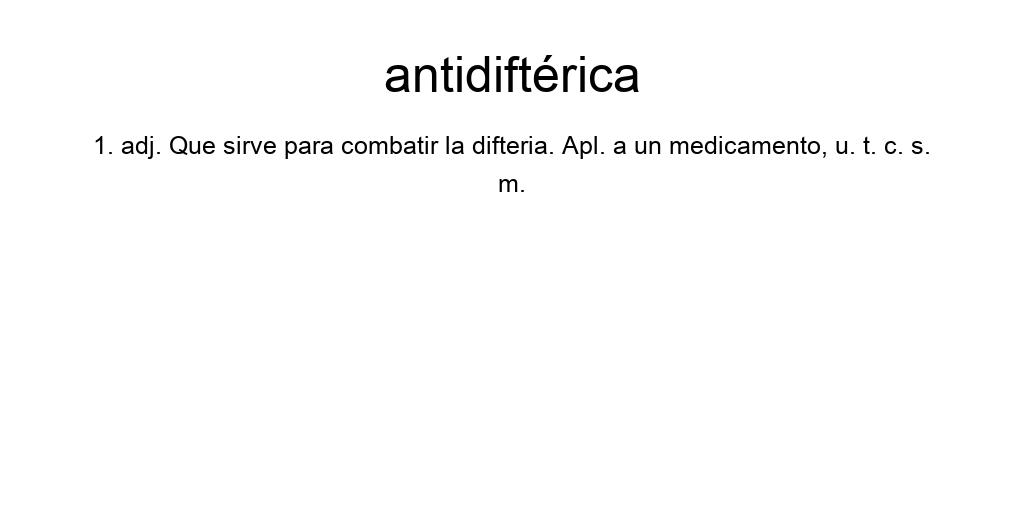 antidiftérica
1. adj. Que sirve para combatir la difteria. Apl. a un medicamento, u. t. c. s.
m.